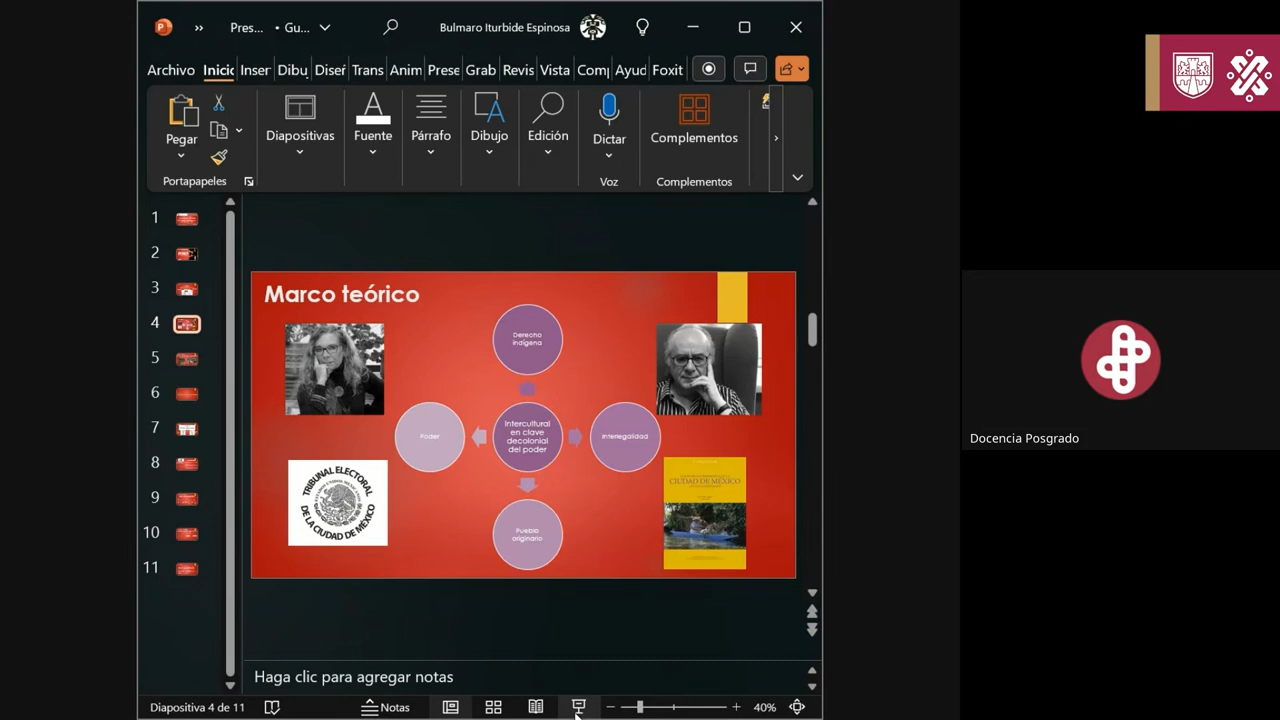 Pres... • Gu...
Bulmaro Iturbide Espinosa
Archivo Inicio Inser Dibu Diseñ Trans Anim Prese Grab Revis Vista Comp Ayud Foxit
Pegar
Diapositivas
Fuente
Párrafo
Dibujo
Edición
Dictar
Complementos
Portapapeles
Voz
Complementos
1
2
3
4
5
6
7
8
9
10
11
Marco teórico
Derecho
indígena
Poder
Intercultural
en clave
decolonial
del poder
Interlegalidad
Pueblo
originario
TRIBUNAL ELECTORAL
DE LA CIUDAD DE MÉXICO
CIUDAD DE MÉXICO
Haga clic para agregar notas
Diapositiva 4 de 11
Notas
40%
Docencia Posgrado